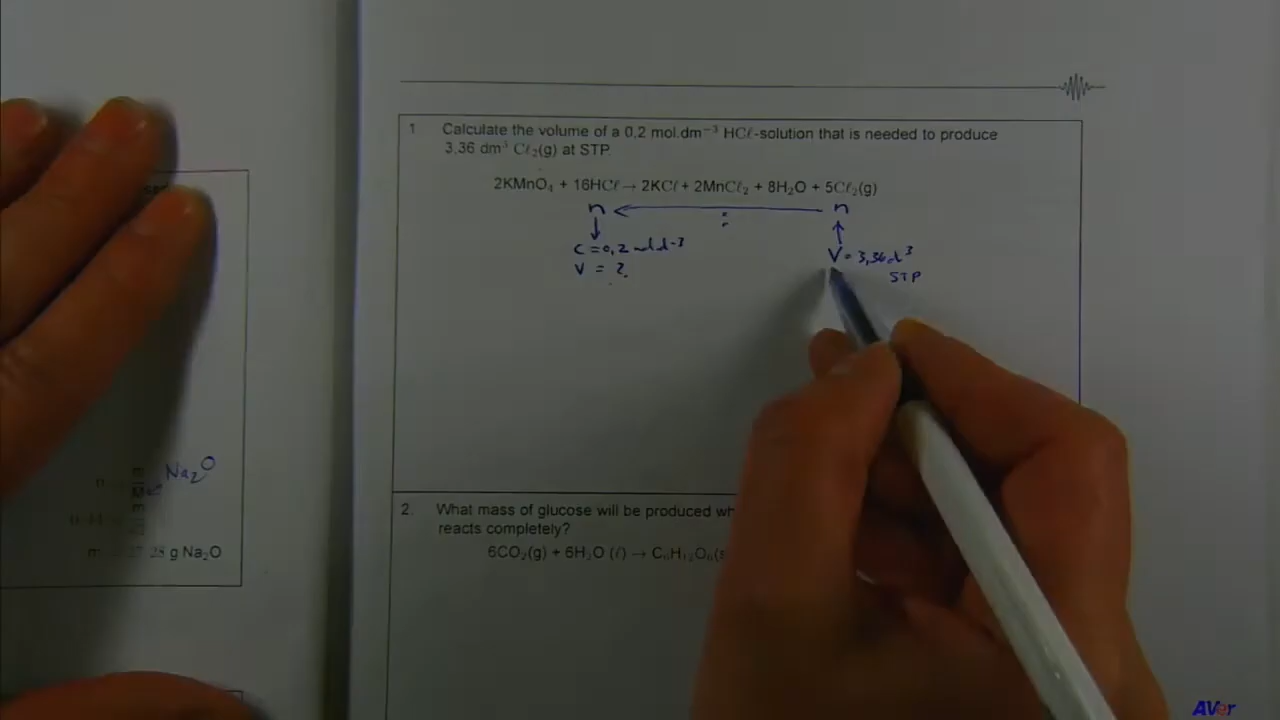 1 Calculate the volume of a 0,2 mol.dm⁻³ HCℓ-solution that is needed to produce
3,36 dm³ Cℓ₂(g) at STP.
2KMnO₄ + 16HCℓ → 2KCℓ + 2MnCℓ₂ + 8H₂O + 5Cℓ₂(g)
n : n
c = 0,2
V = 3,36 d³
V = ?
STP
Na₂O
28 g Na₂O
2. What mass of glucose will be produced
reacts completely?
6CO₂(g) + 6H₂O (ℓ) → C₆H₁₂O₆(s
AVer